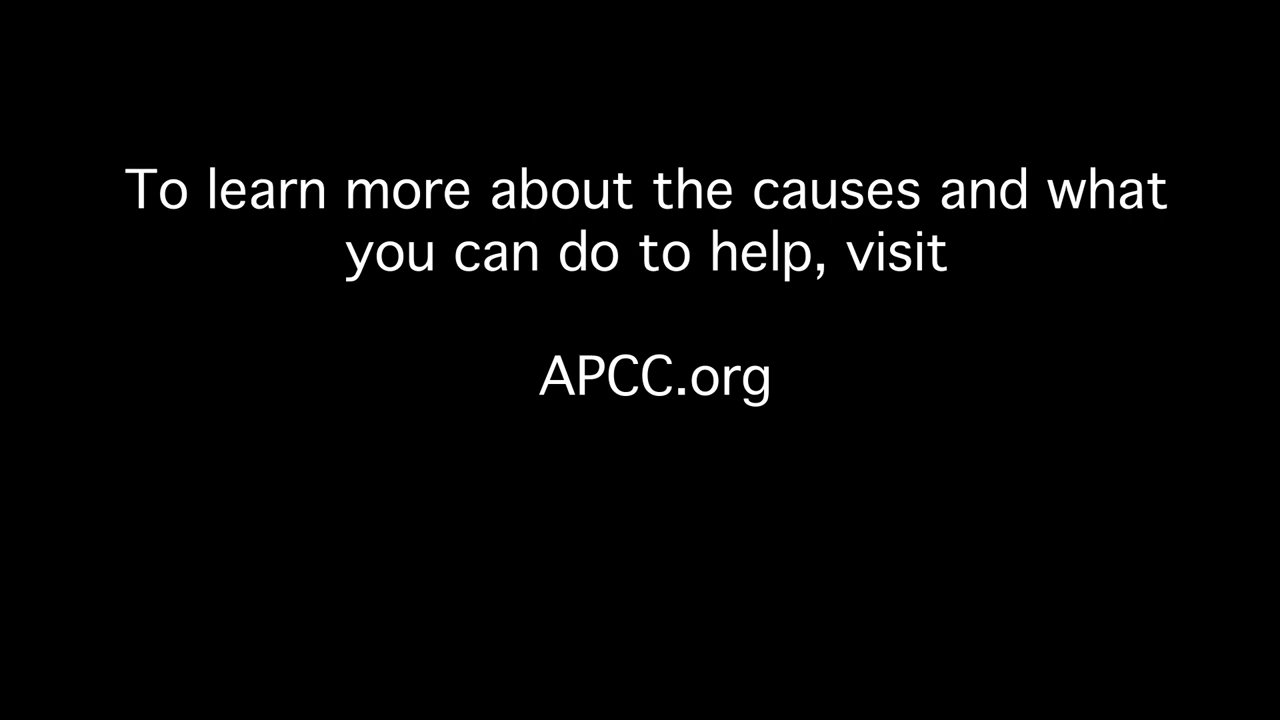 To learn more about the causes and what
you can do to help, visit
APCC.org